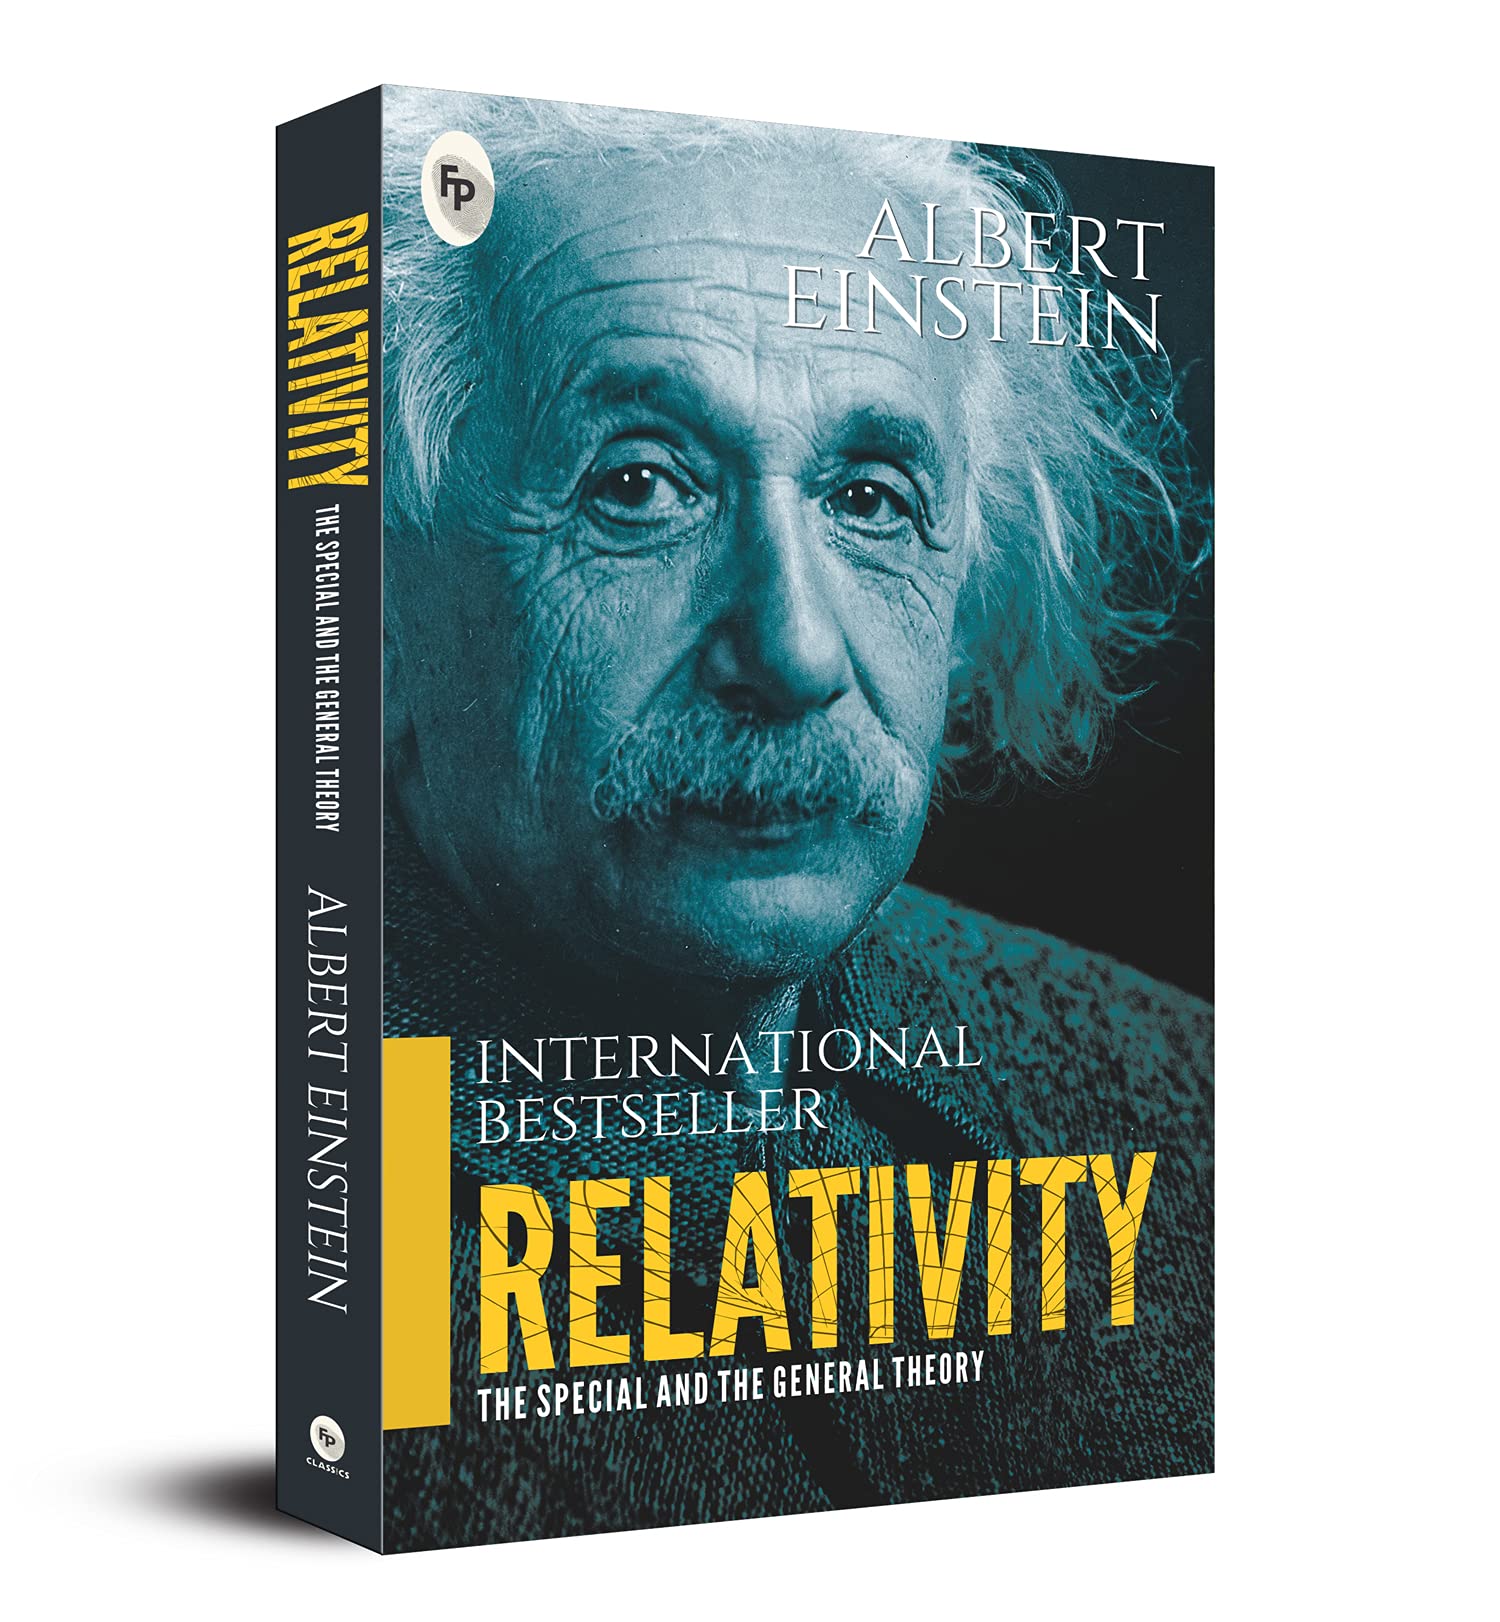 RELATIVITY
THE SPECIAL AND THE GENERAL THEORY
ALBERT EINSTEIN
FP
CLASSICS
FP
ALBERT
EINSTEIN
INTERNATIONAL
BESTSELLER
RELATIVITY
THE SPECIAL AND THE GENERAL THEORY